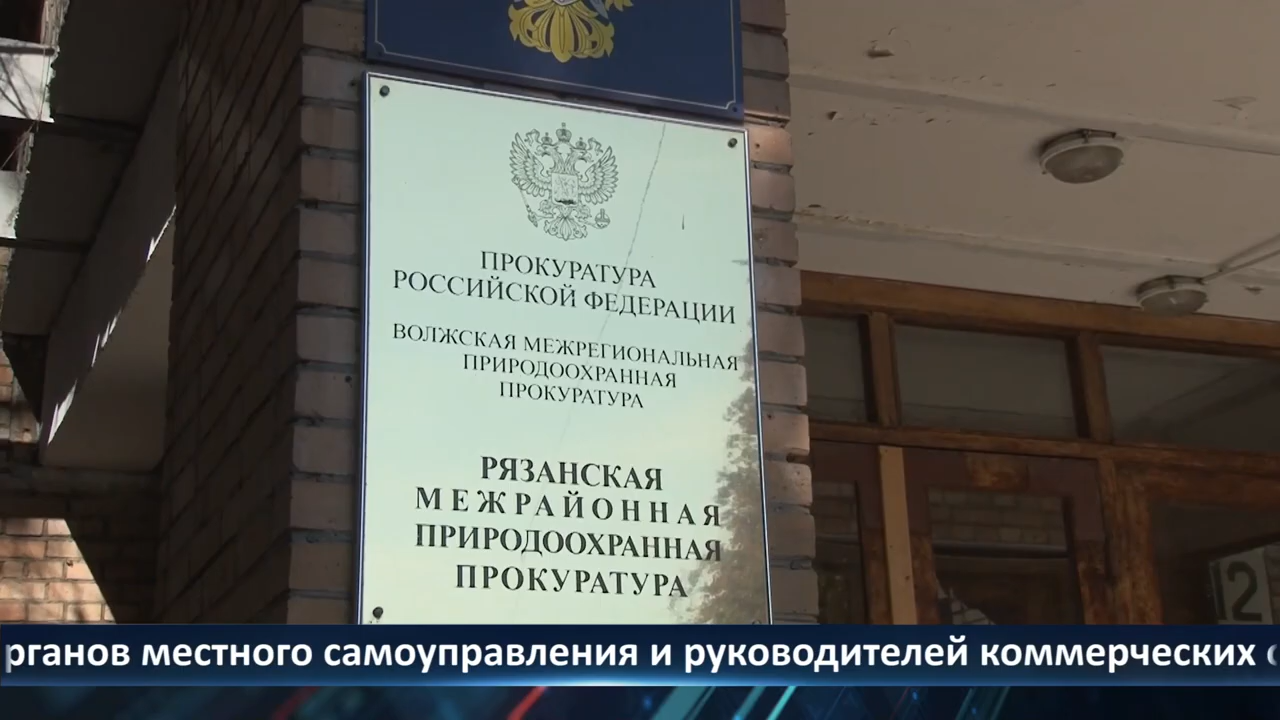 ПРОКУРАТУРА
РОССИЙСКОЙ ФЕДЕРАЦИИ
ВОЛЖСКАЯ МЕЖРЕГИОНАЛЬНАЯ
ПРИРОДООХРАННАЯ
ПРОКУРАТУРА
РЯЗАНСКАЯ
МЕЖРАЙОННАЯ
ПРИРОДООХРАННАЯ
ПРОКУРАТУРА
12
рганов местного самоуправления и руководителей коммерческих